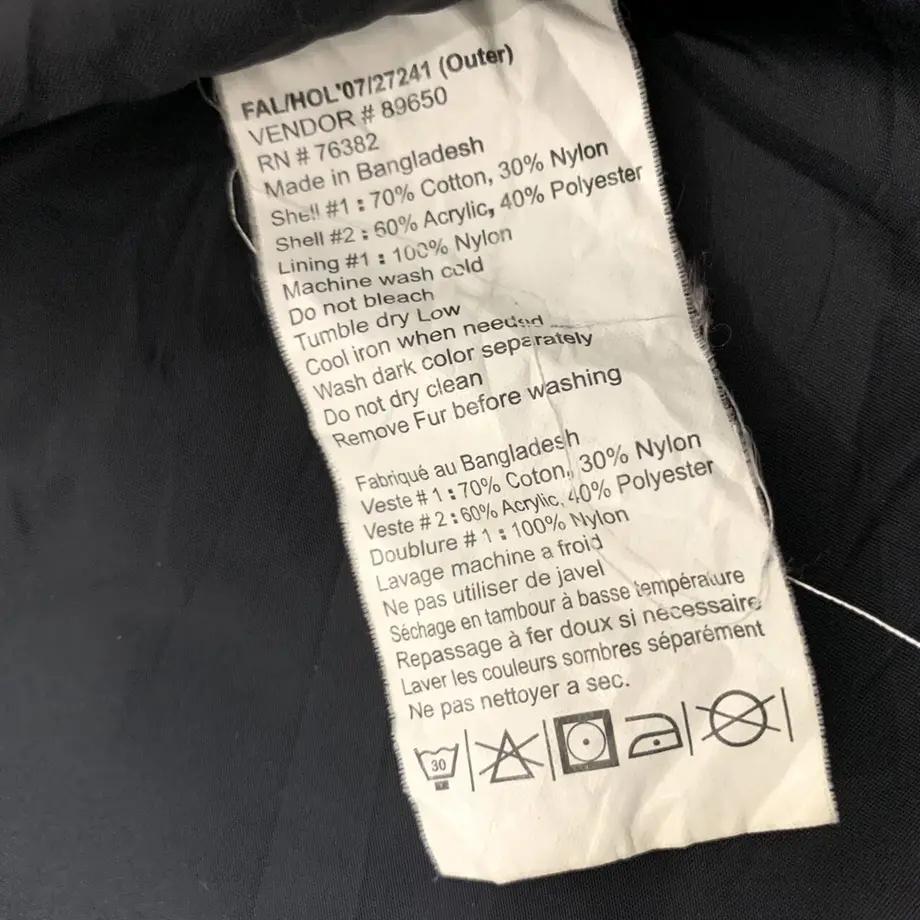 FAL/HOL'07/27241 (Outer)
VENDOR # 89650
RN # 76382
Made in Bangladesh
Shell #1 : 70% Cotton, 30% Nylon
Shell #2 : 60% Acrylic, 40% Polyester
Lining #1 : 100% Nylon
Machine wash cold
Do not bleach
Tumble dry Low
Cool iron when needed
Wash dark color separately
Do not dry clean
Remove Fur before washing
Fabriqué au Bangladesh
Veste # 1 : 70% Coton, 30% Nylon
Veste # 2 : 60% Acrylic, 40% Polyester
Doublure # 1 : 100% Nylon
Lavage machine a froid
Ne pas utiliser de javel
Séchage en tambour à basse température
Repassage à fer doux si nécessaire
Laver les couleurs sombres séparément
Ne pas nettoyer a sec.
30